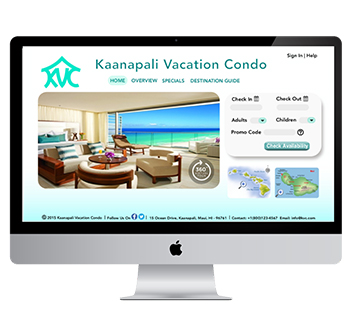 Sign In | Help
KVC
Kaanapali Vacation Condo
HOME OVERVIEW SPECIALS DESTINATION GUIDE
Check In Check Out
Adults Children
Promo Code ?
Check Availability
360°
© 2015 Kaanapali Vacation Condo | Follow Us On | 15 Ocean Drive, Kaanapali, Maui, HI - 96761 | Contact: +1(800)123-4567 Email: info@kvc.com